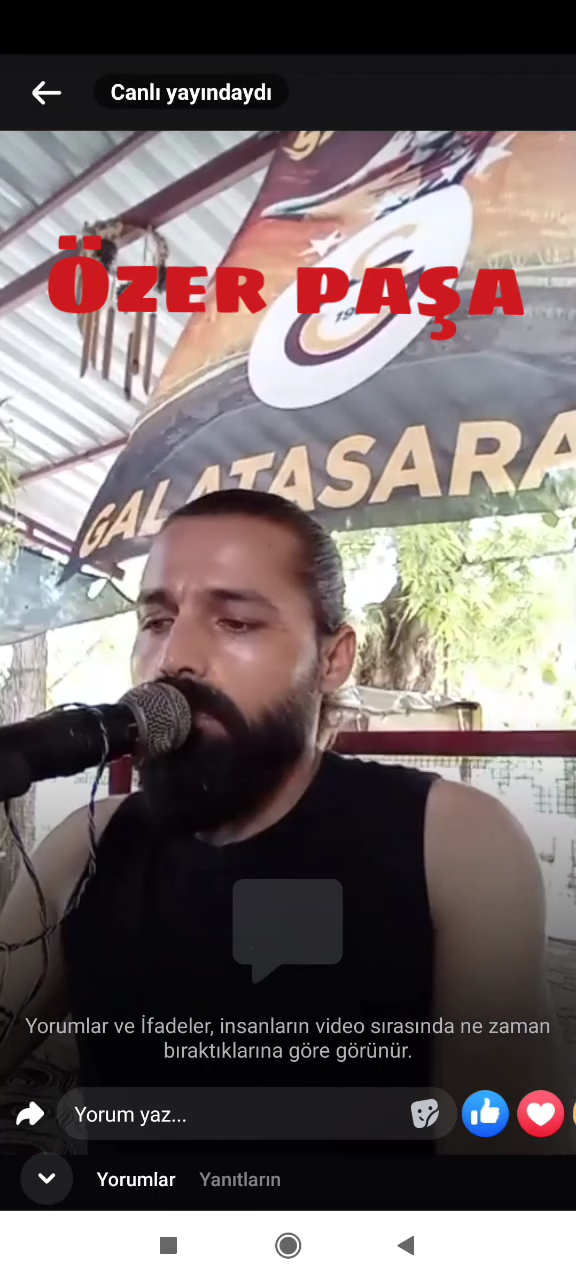 Canlı yayındaydı
ÖZER PAŞA
GALATASARA
Yorumlar ve İfadeler, insanların video sırasında ne zaman
bıraktıklarına göre görünür.
Yorum yaz...
Yorumlar
Yanıtların